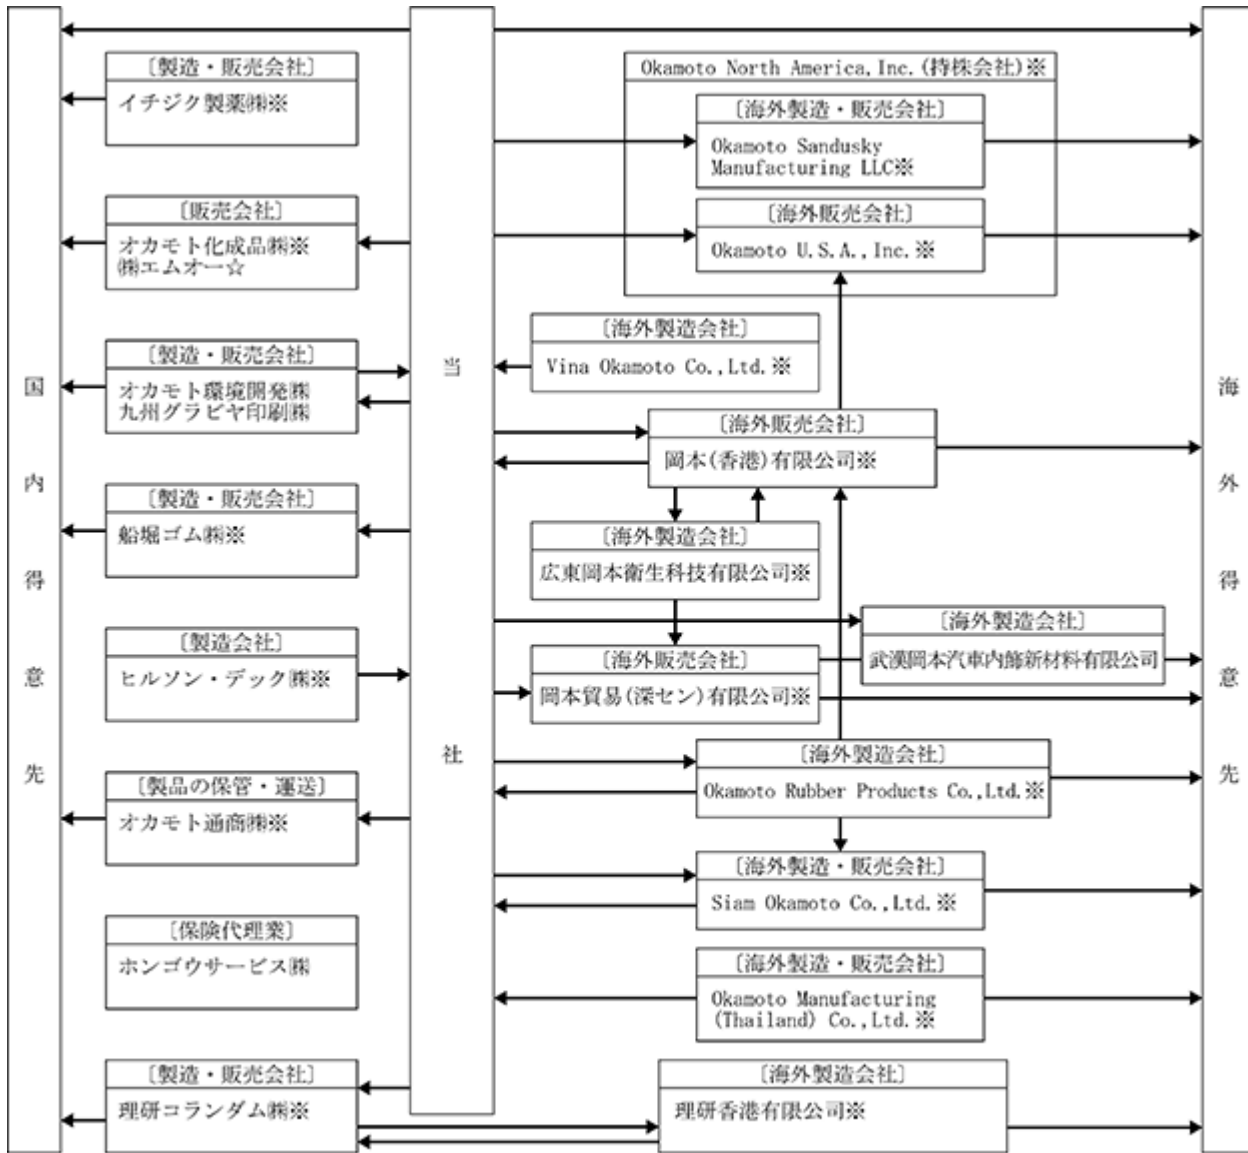 国内得意先
〔製造・販売会社〕
イチジク製薬㈱※
〔販売会社〕
オカモト化成品㈱※
㈱エムオー☆
〔製造・販売会社〕
オカモト環境開発㈱
九州グラビヤ印刷㈱
〔製造・販売会社〕
船堀ゴム㈱※
〔製造会社〕
ヒルソン・デック㈱※
〔製品の保管・運送〕
オカモト通商㈱※
〔保険代理業〕
ホンゴウサービス㈱
〔製造・販売会社〕
理研コランダム㈱※
当社
Okamoto North America,Inc.(持株会社)※
〔海外製造・販売会社〕
Okamoto Sandusky
Manufacturing LLC※
〔海外販売会社〕
Okamoto U.S.A.,Inc.※
〔海外製造会社〕
Vina Okamoto Co.,Ltd.※
〔海外販売会社〕
岡本(香港)有限公司※
〔海外製造会社〕
広東岡本衛生科技有限公司※
〔海外製造会社〕
武漢岡本汽車内飾新材料有限公司
〔海外販売会社〕
岡本貿易(深セン)有限公司※
〔海外製造会社〕
Okamoto Rubber Products Co.,Ltd.※
〔海外製造・販売会社〕
Siam Okamoto Co.,Ltd.※
〔海外製造・販売会社〕
Okamoto Manufacturing
(Thailand) Co.,Ltd.※
〔海外製造会社〕
理研香港有限公司※
海外得意先